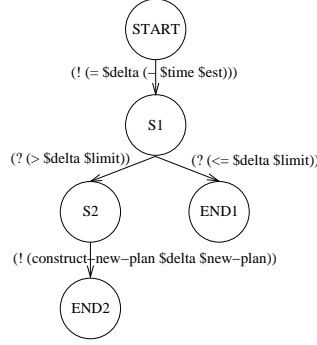 START
(! (= $delta (− $time $est)))
S1
(? (> $delta $limit))
(? (<= $delta $limit))
S2
END1
(! (construct−new−plan $delta $new−plan))
END2